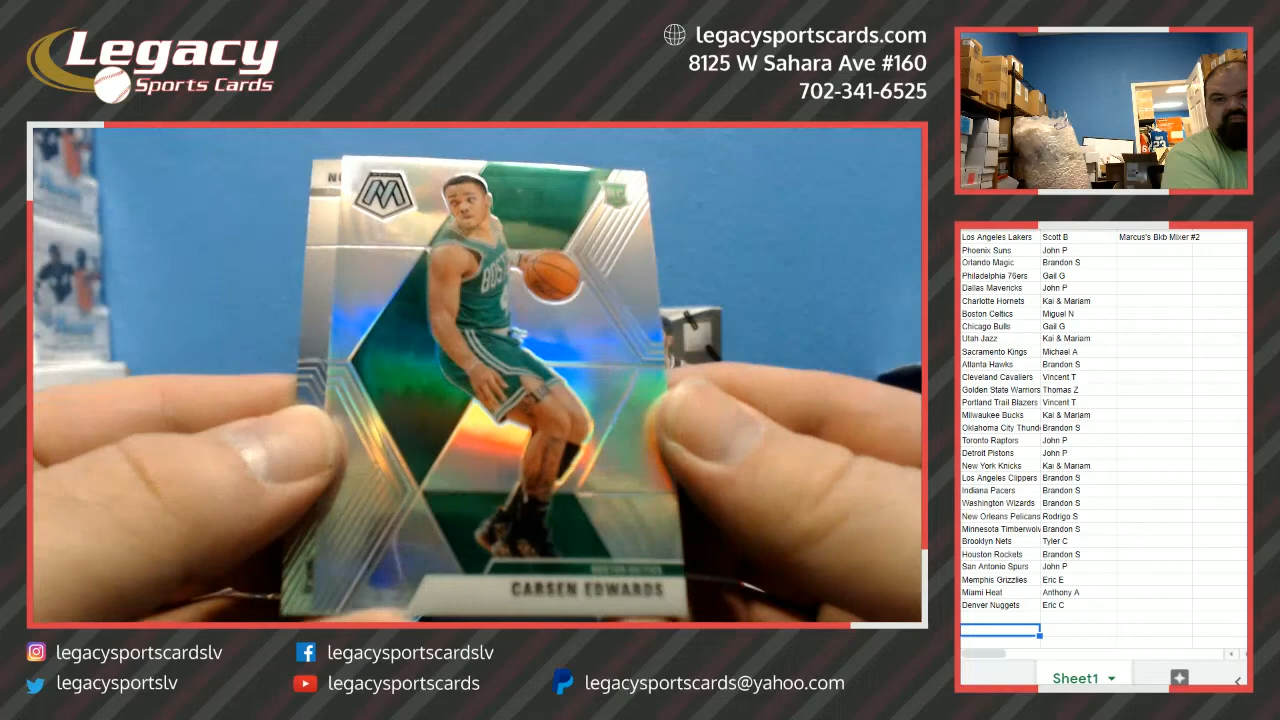 Legacy
Sports Cards
legacysportscards.com
8125 W Sahara Ave #160
702-341-6525
NO
M
RC
BOST
BOSTON CELTICS
CARSEN EDWARDS
Los Angeles Lakers Scott B Marcus's Bkb Mixer #2
Phoenix Suns John P
Orlando Magic Brandon S
Philadelphia 76ers Gail G
Dallas Mavericks John P
Charlotte Hornets Kai & Mariam
Boston Celtics Miguel N
Chicago Bulls Gail G
Utah Jazz Kai & Mariam
Sacramento Kings Michael A
Atlanta Hawks Brandon S
Cleveland Cavaliers Vincent T
Golden State Warriors Thomas Z
Portland Trail Blazers Vincent T
Milwaukee Bucks Kai & Mariam
Oklahoma City Thund Brandon S
Toronto Raptors John P
Detroit Pistons John P
New York Knicks Kai & Mariam
Los Angeles Clippers Brandon S
Indiana Pacers Brandon S
Washington Wizards Brandon S
New Orleans Pelicans Rodrigo S
Minnesota Timberwolv Brandon S
Brooklyn Nets Tyler C
Houston Rockets Brandon S
San Antonio Spurs John P
Memphis Grizzlies Eric E
Miami Heat Anthony A
Denver Nuggets Eric C
Sheet1
legacysportscardslv
legacysportscardslv
legacysportslv
legacysportscards
legacysportscards@yahoo.com